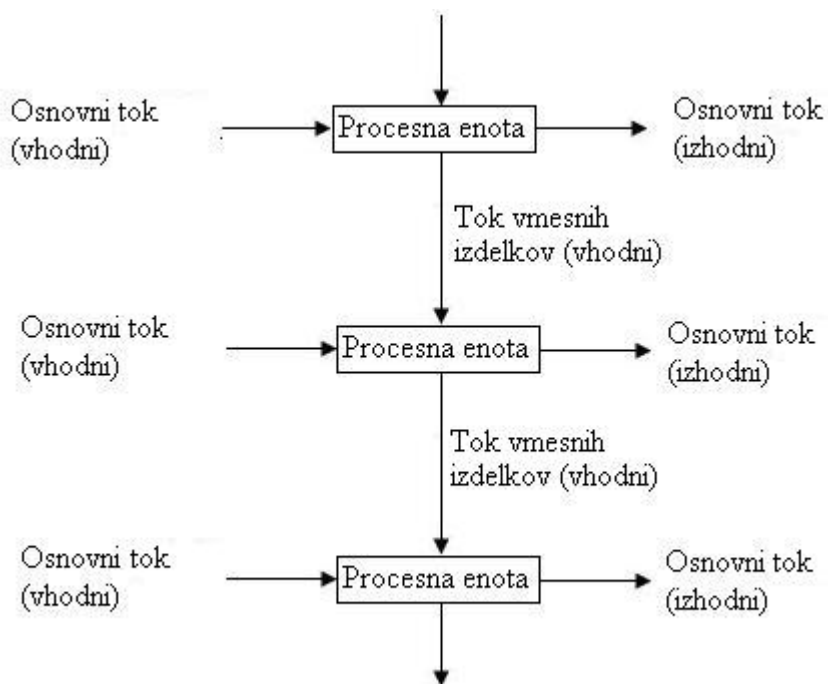 Osnovni tok
(vhodni)
Procesna enota
Osnovni tok
(izhodni)
Tok vmesnih
izdelkov (vhodni)
Osnovni tok
(vhodni)
Procesna enota
Osnovni tok
(izhodni)
Tok vmesnih
izdelkov (vhodni)
Osnovni tok
(vhodni)
Procesna enota
Osnovni tok
(izhodni)